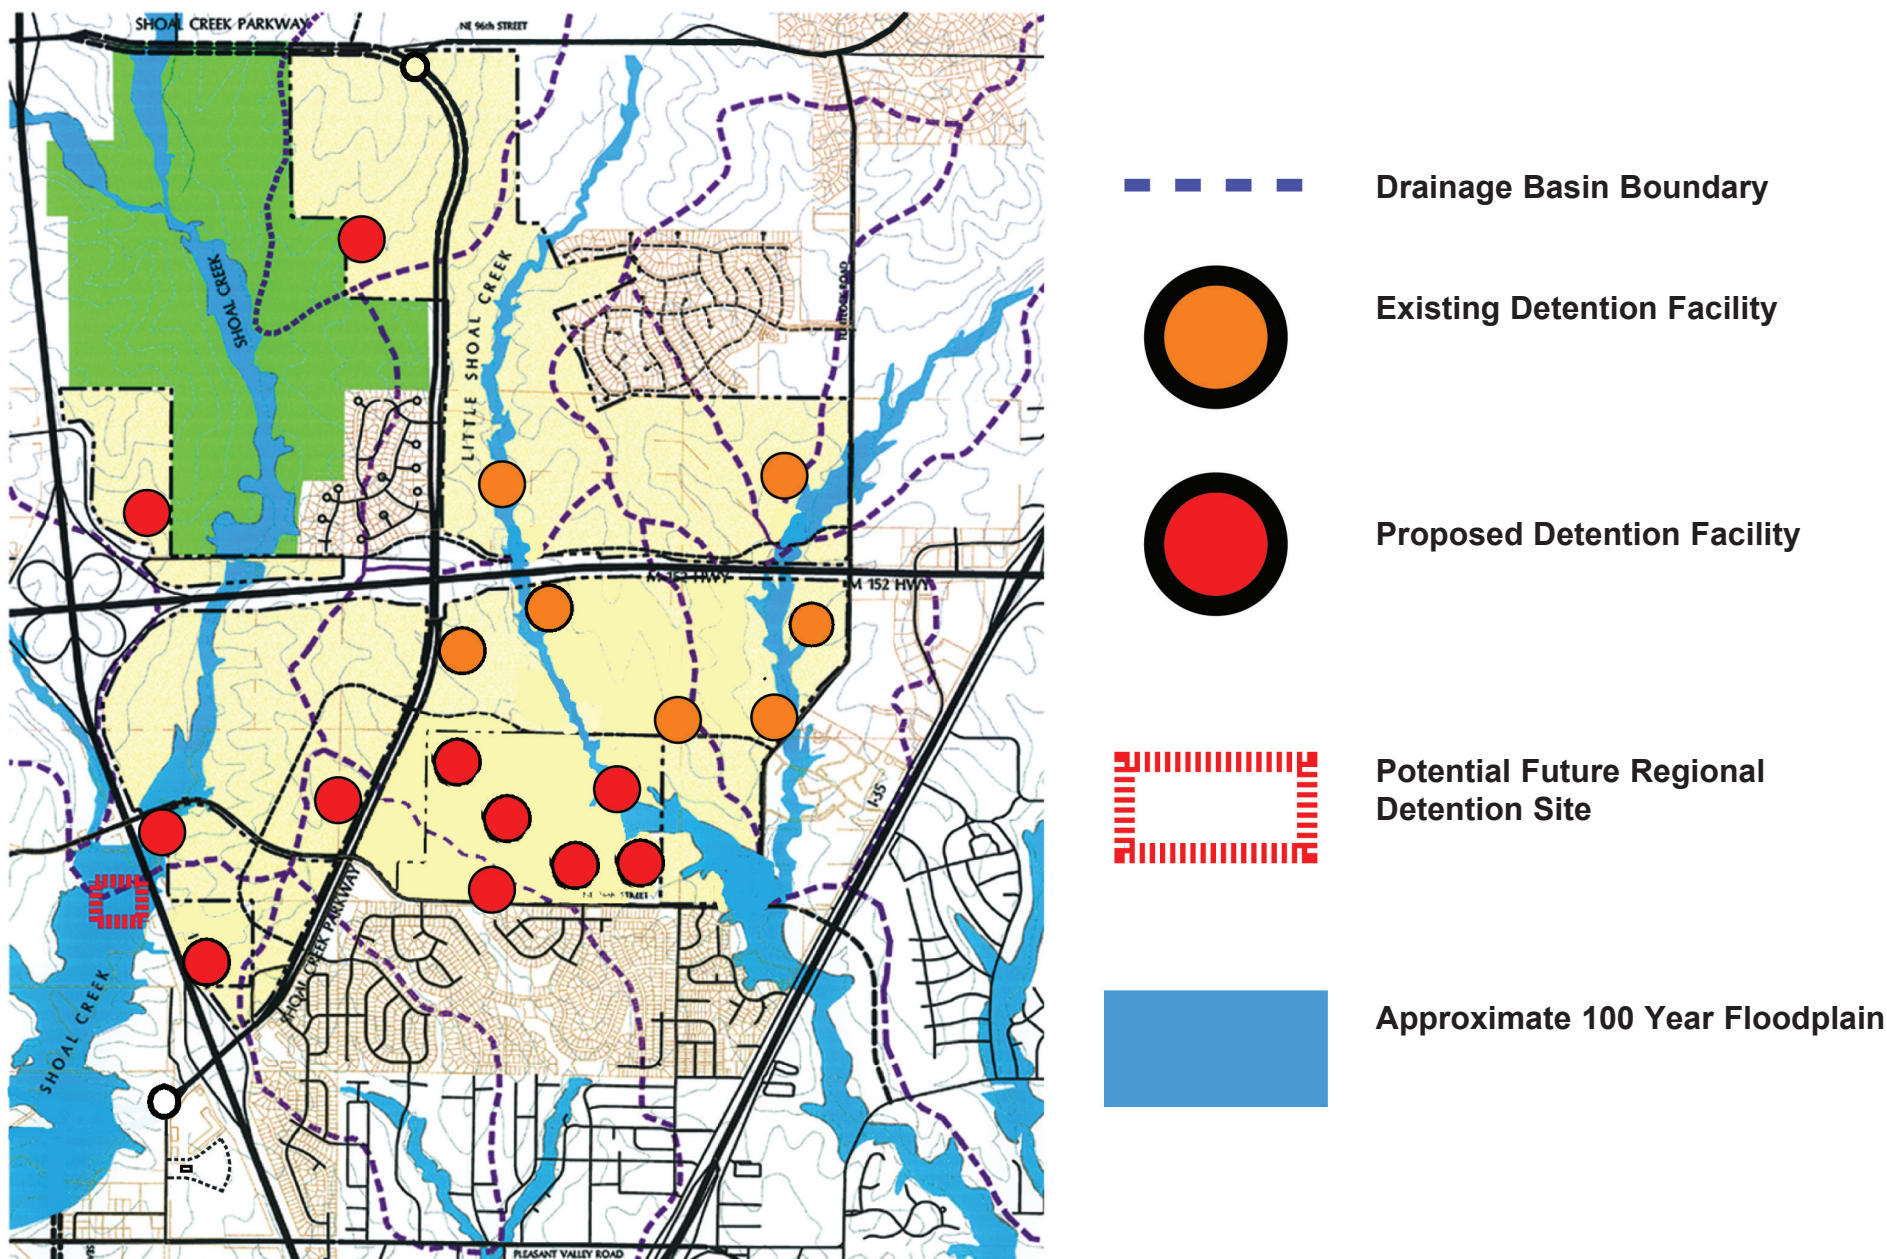 SHOAL CREEK PARKWAY
NE 96th STREET
SHOAL CREEK
LITTLE SHOAL CREEK
M 152 HWY
M 152 HWY
I-35
SHOAL CREEK PARKWAY
SHOAL CREEK
PLEASANT VALLEY ROAD
Drainage Basin Boundary
Existing Detention Facility
Proposed Detention Facility
Potential Future Regional
Detention Site
Approximate 100 Year Floodplain